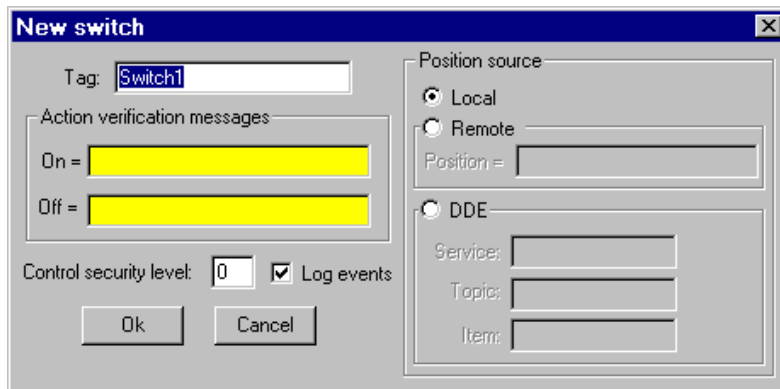 New switch
Tag: Switch1
Action verification messages
On =
Off =
Control security level: 0 Log events
Ok Cancel
Position source
Local
Remote
Position =
DDE
Service:
Topic:
Item: